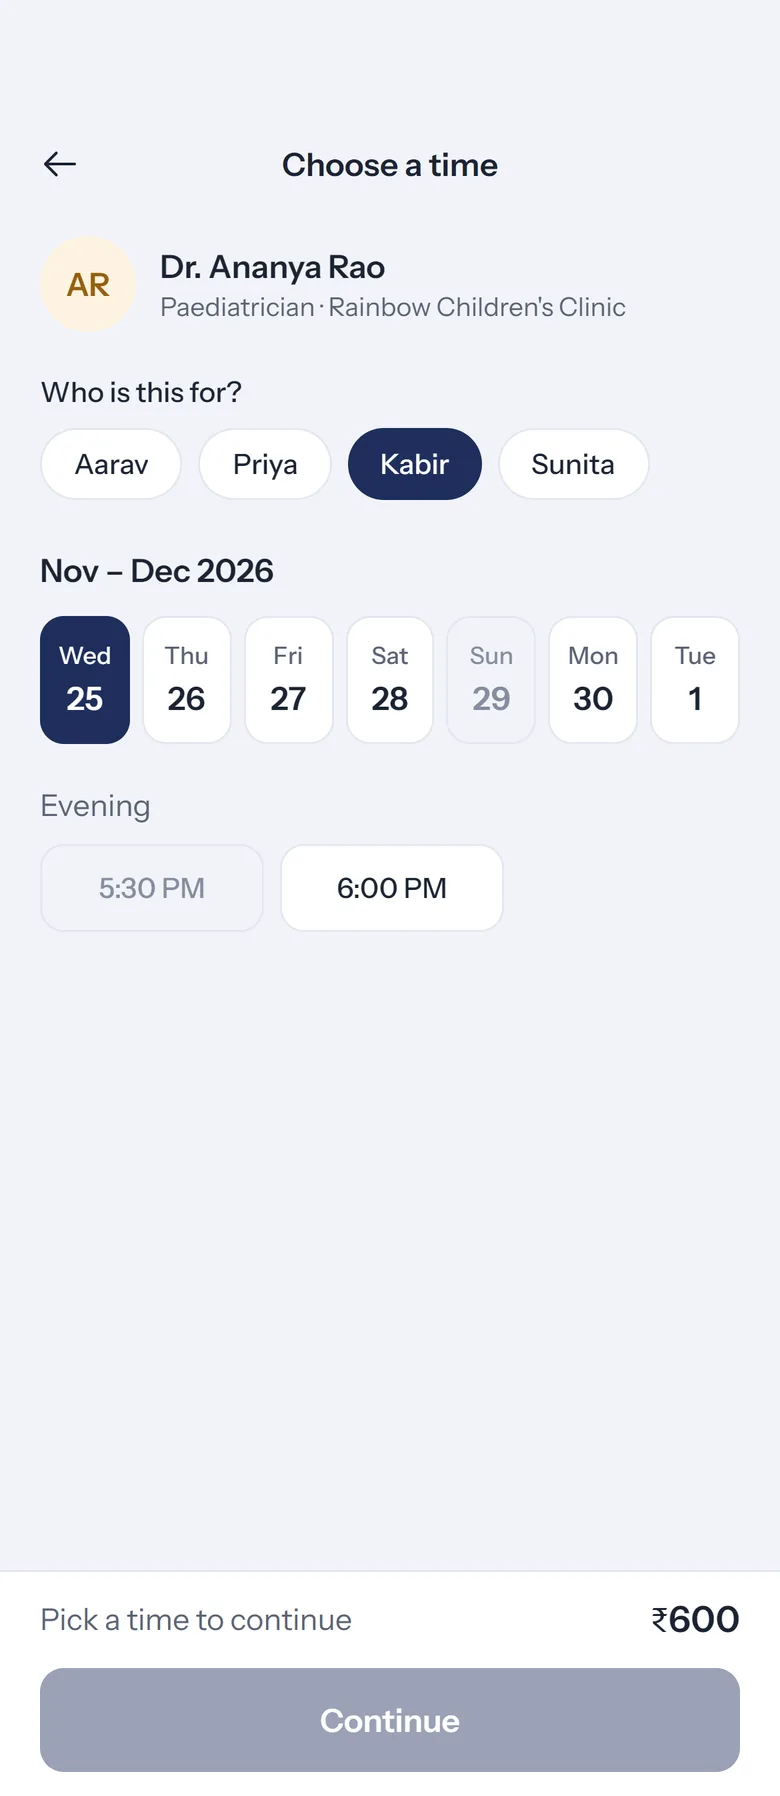 Choose a time
AR
Dr. Ananya Rao
Paediatrician · Rainbow Children's Clinic
Who is this for?
Aarav Priya Kabir Sunita
Nov – Dec 2026
Wed Thu Fri Sat Sun Mon Tue
25 26 27 28 29 30 1
Evening
5:30 PM 6:00 PM
Pick a time to continue ₹600
Continue